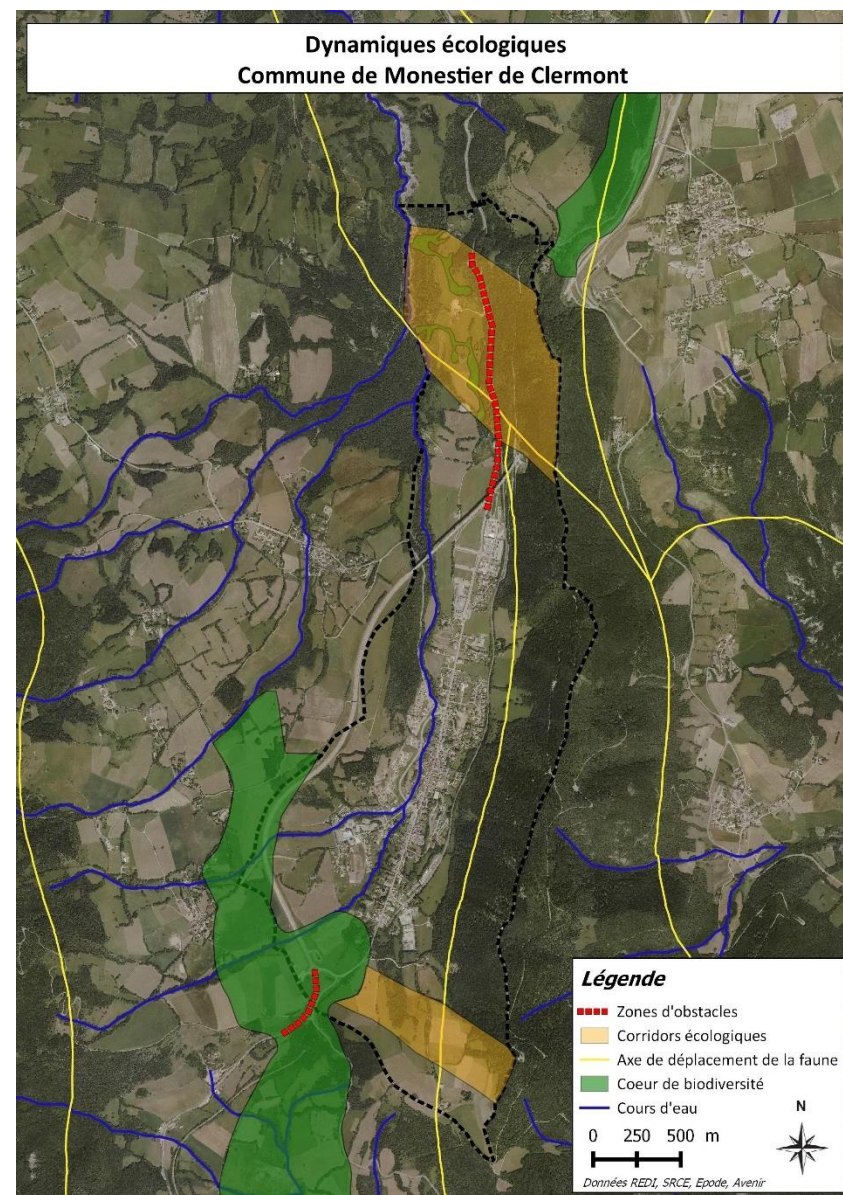 Dynamiques écologiques
Commune de Monestier de Clermont
Légende
Zones d'obstacles
Corridors écologiques
Axe de déplacement de la faune
Coeur de biodiversité
Cours d'eau
N
0 250 500 m
Données REDI, SRCE, Epode, Avenir